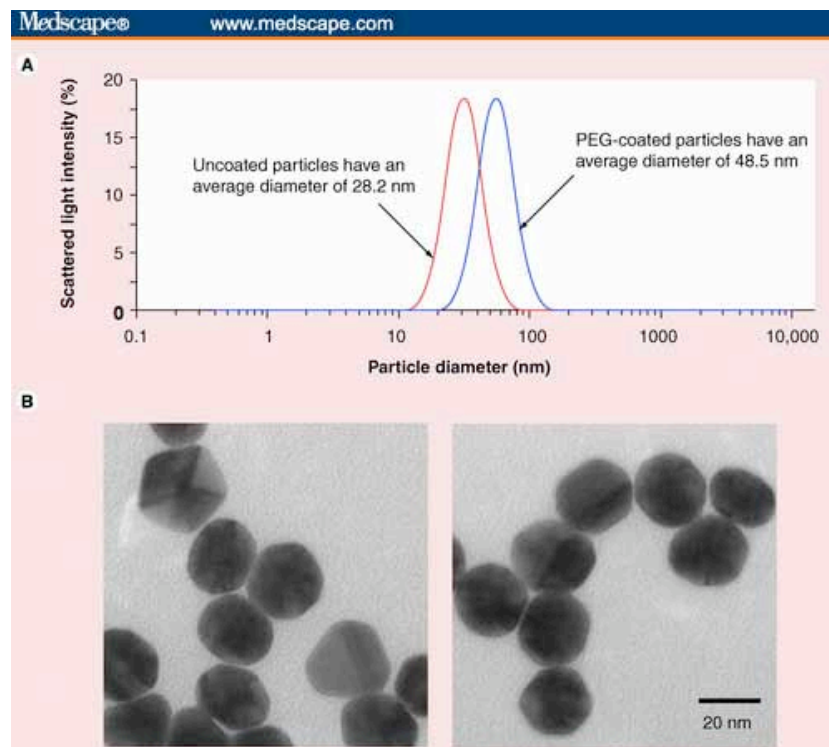 Medscape® www.medscape.com
A
Scattered light intensity (%)
20
15
10
5
0
Uncoated particles have an
average diameter of 28.2 nm
PEG-coated particles have an
average diameter of 48.5 nm
0.1 1 10 100 1000 10,000
Particle diameter (nm)
B
20 nm